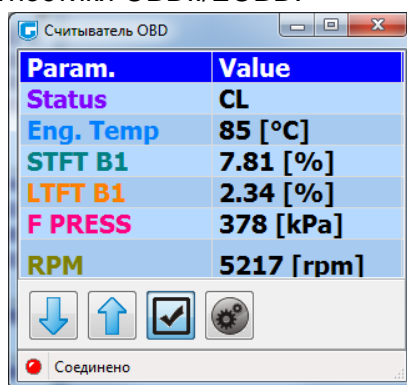 Считыватель OBD
Param. Value
Status CL
Eng. Temp 85 [°C]
STFT B1 7.81 [%]
LTFT B1 2.34 [%]
F PRESS 378 [kPa]
RPM 5217 [rpm]
Соединено